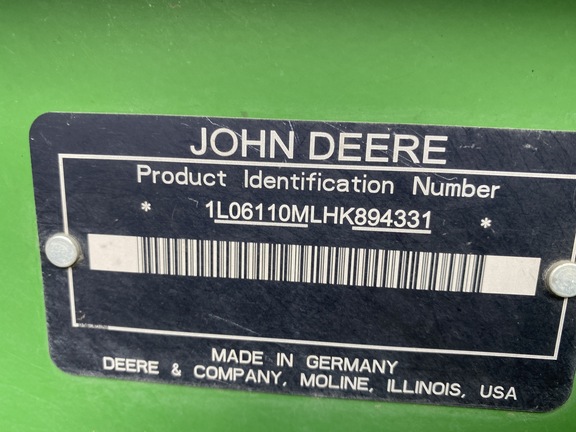 JOHN DEERE
Product Identification Number
* 1L06110MLHK894331 *
MADE IN GERMANY
DEERE & COMPANY, MOLINE, ILLINOIS, USA